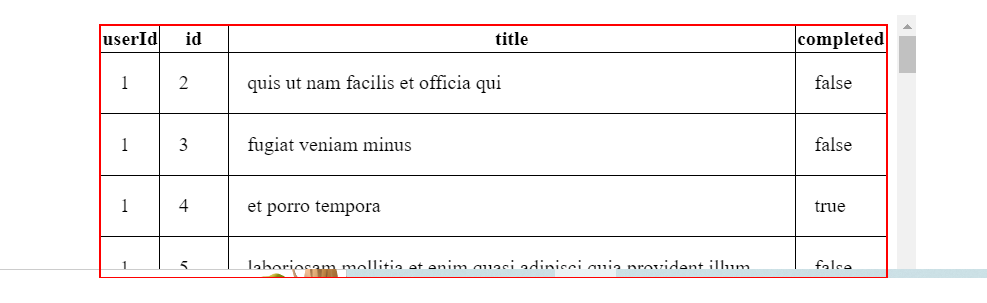 userId id title completed
1 2 quis ut nam facilis et officia qui false
1 3 fugiat veniam minus false
1 4 et porro tempora true
1 5 laboriosam mollitia et enim quasi adipisci quia provident illum false